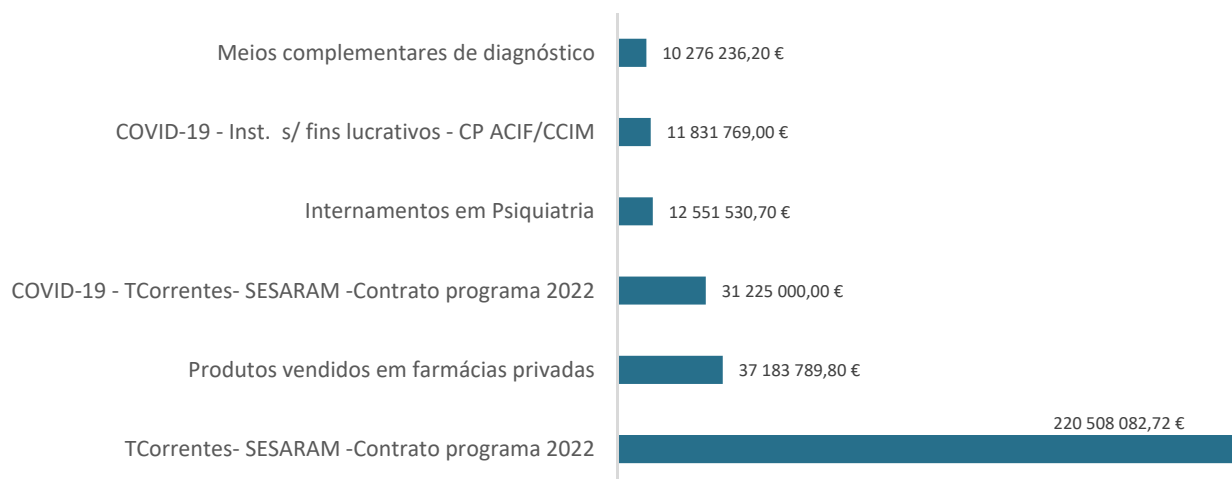 Meios complementares de diagnóstico 10 276 236,20 €
COVID-19 - Inst.  s/ fins lucrativos - CP ACIF/CCIM 11 831 769,00 €
Internamentos em Psiquiatria 12 551 530,70 €
COVID-19 - TCorrentes- SESARAM -Contrato programa 2022 31 225 000,00 €
Produtos vendidos em farmácias privadas 37 183 789,80 €
TCorrentes- SESARAM -Contrato programa 2022 220 508 082,72 €